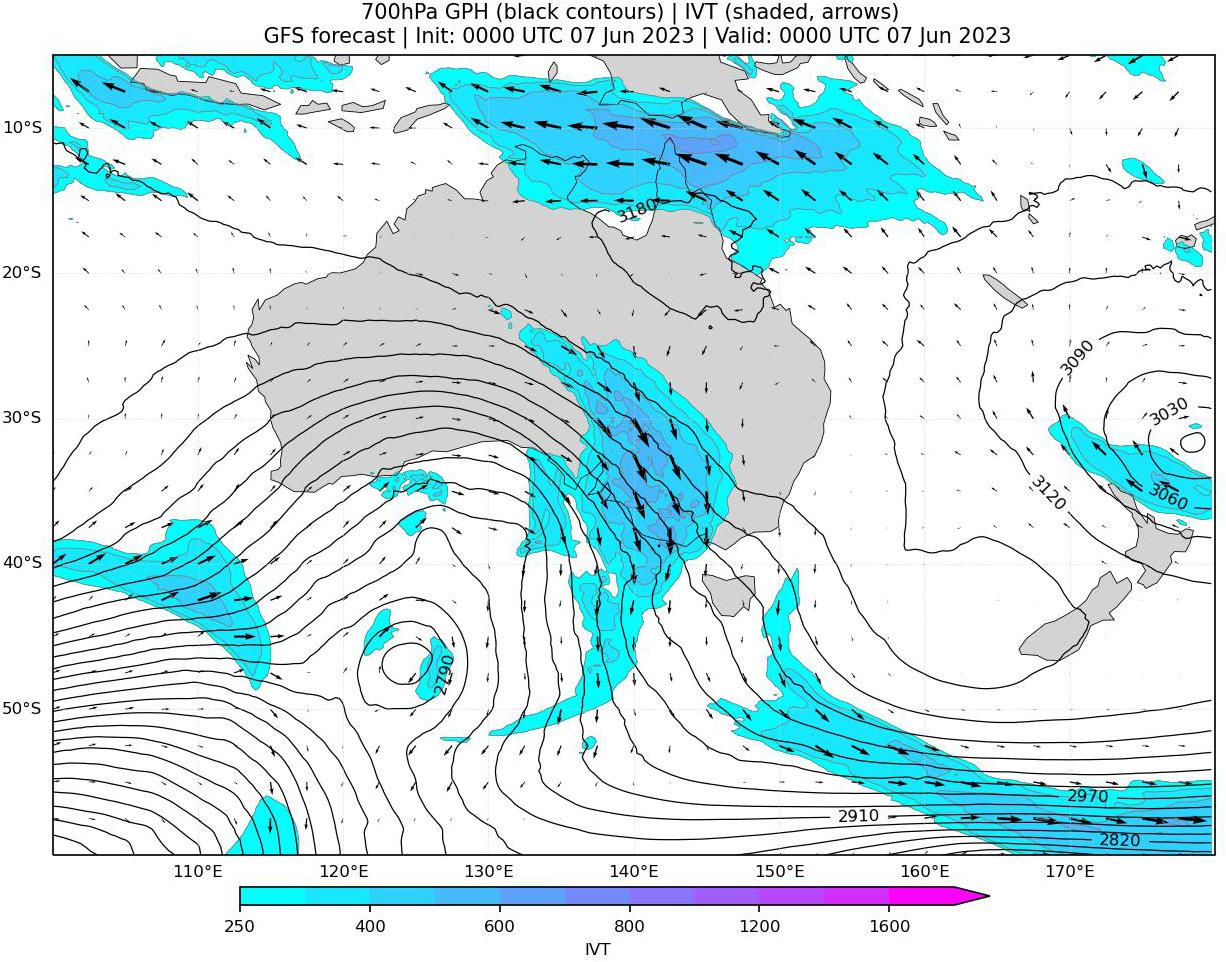 700hPa GPH (black contours) | IVT (shaded, arrows)
GFS forecast | Init: 0000 UTC 07 Jun 2023 | Valid: 0000 UTC 07 Jun 2023
10°S
3180
20°S
3090
30°S
3030
3120
3060
40°S
2790
50°S
2970
2910
2820
110°E 120°E 130°E 140°E 150°E 160°E 170°E
250 400 600 800 1200 1600
IVT